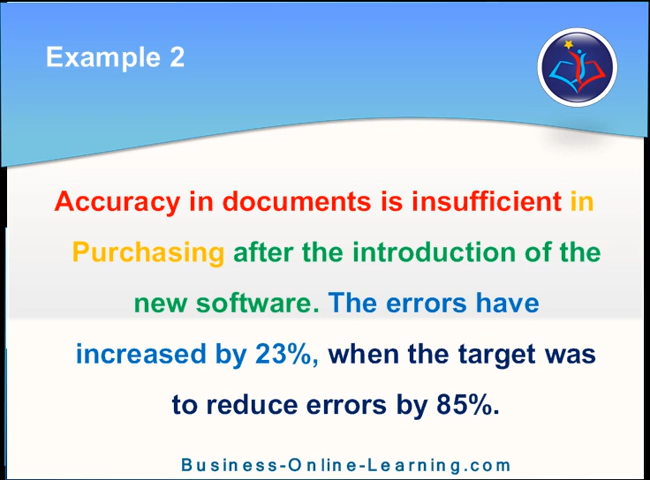 Example 2
Accuracy in documents is insufficient in
Purchasing after the introduction of the
new software. The errors have
increased by 23%, when the target was
to reduce errors by 85%.
Business-Online-Learning.com